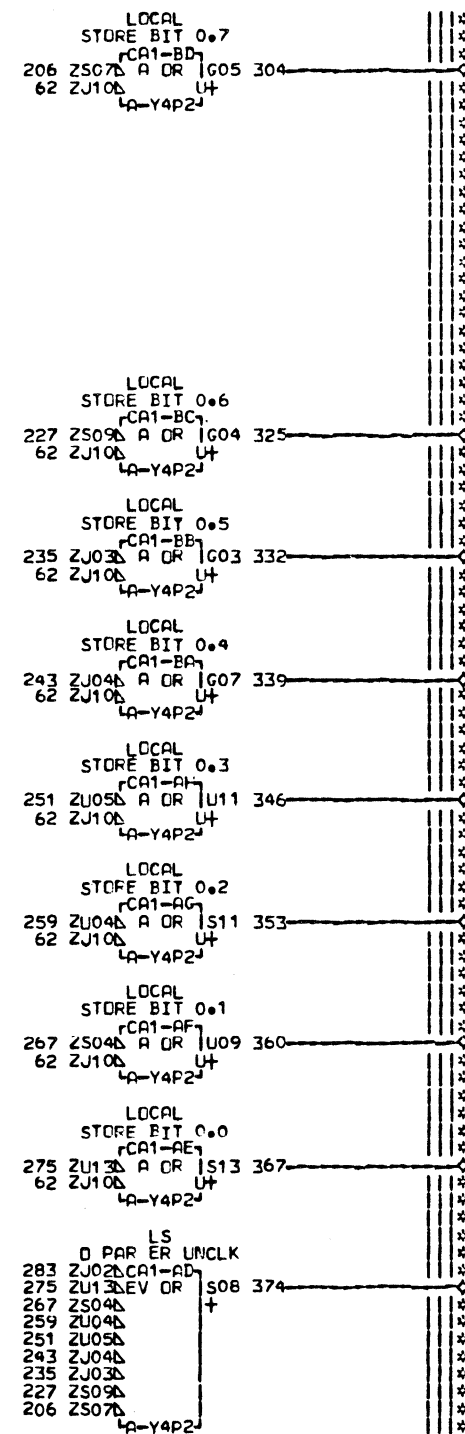 LOCAL
STORE BIT 0.7
CA1-BD
206 ZS07 A OR G05 304
62 ZJ10 U+
A-Y4P2
LOCAL
STORE BIT 0.6
CA1-BC
227 ZS09 A OR G04 325
62 ZJ10 U+
A-Y4P2
LOCAL
STORE BIT 0.5
CA1-BB
235 ZJ03 A OR G03 332
62 ZJ10 U+
A-Y4P2
LOCAL
STORE BIT 0.4
CA1-BA
243 ZJ04 A OR G07 339
62 ZJ10 U+
A-Y4P2
LOCAL
STORE BIT 0.3
CA1-AH
251 ZU05 A OR U11 346
62 ZJ10 U+
A-Y4P2
LOCAL
STORE BIT 0.2
CA1-AG
259 ZU04 A OR S11 353
62 ZJ10 U+
A-Y4P2
LOCAL
STORE BIT 0.1
CA1-AF
267 ZS04 A OR U09 360
62 ZJ10 U+
A-Y4P2
LOCAL
STORE BIT 0.0
CA1-AE
275 ZU13 A OR S13 367
62 ZJ10 U+
A-Y4P2
LS
0 PAR ER UNCLK
283 ZJ02 CA1-AD
275 ZU13 EV OR S08 374
267 ZS04 +
259 ZU04
251 ZU05
243 ZJ04
235 ZJ03
227 ZS09
206 ZS07
A-Y4P2